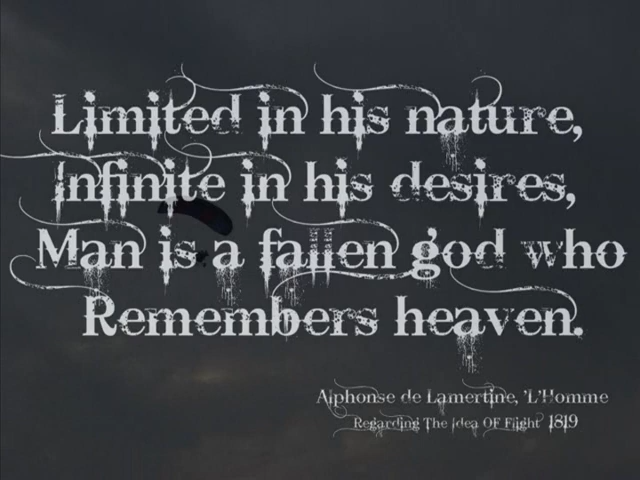 Limited in his nature,
Infinite in his desires,
Man is a fallen god who
Remembers heaven.
Alphonse de Lamertine, 'L'Homme
Regarding The Idea OF Flight 1819